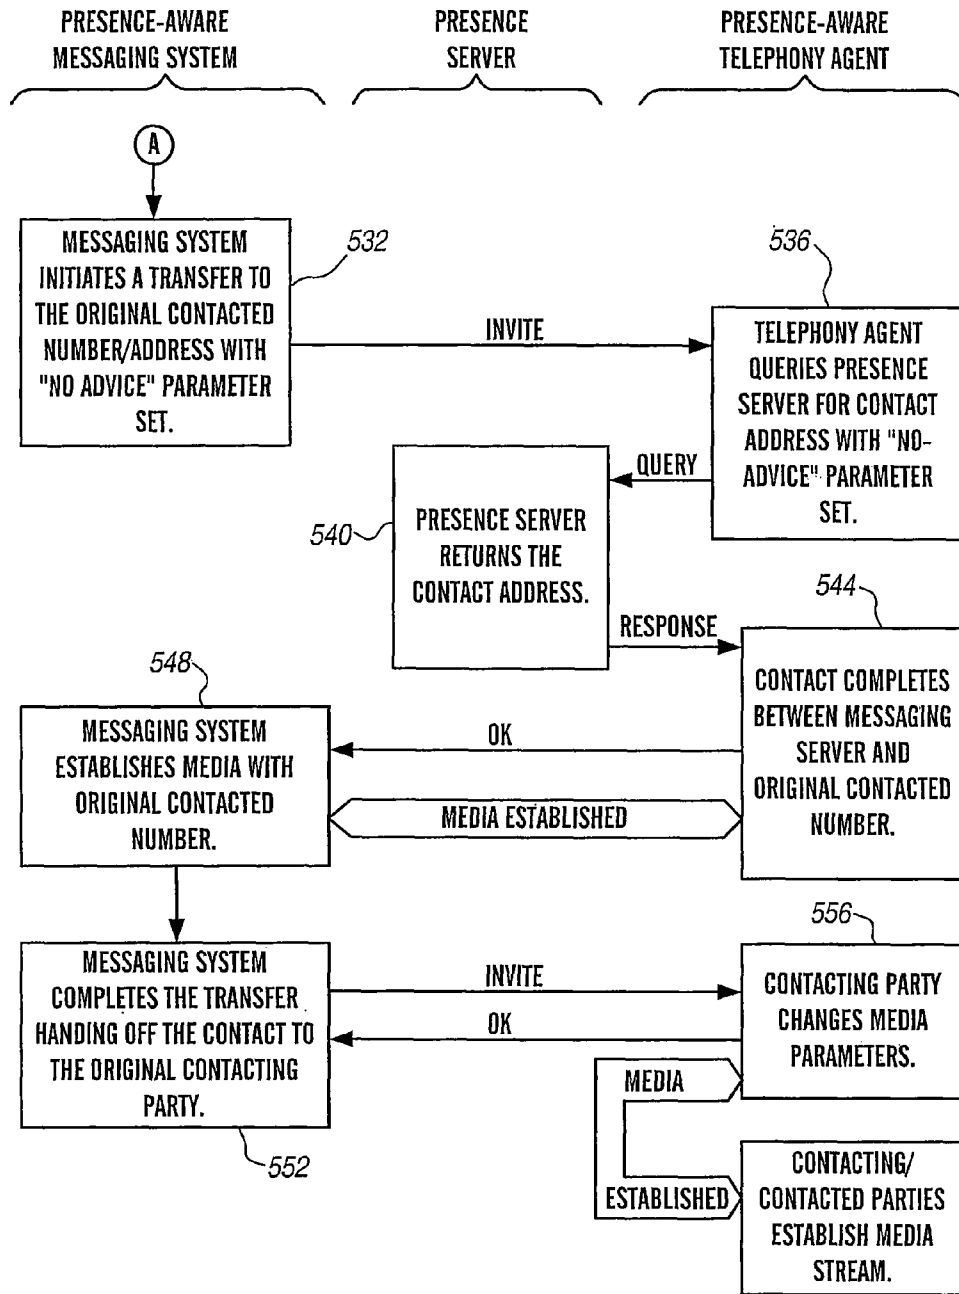 PRESENCE-AWARE
MESSAGING SYSTEM
PRESENCE
SERVER
PRESENCE-AWARE
TELEPHONY AGENT
A
MESSAGING SYSTEM
INITIATES A TRANSFER TO
THE ORIGINAL CONTACTED
NUMBER/ADDRESS WITH
"NO ADVICE" PARAMETER
SET.
532
INVITE
536
TELEPHONY AGENT
QUERIES PRESENCE
SERVER FOR CONTACT
ADDRESS WITH "NO-
ADVICE" PARAMETER
SET.
QUERY
540
PRESENCE SERVER
RETURNS THE
CONTACT ADDRESS.
RESPONSE
544
CONTACT COMPLETES
BETWEEN MESSAGING
SERVER AND
ORIGINAL CONTACTED
NUMBER.
548
MESSAGING SYSTEM
ESTABLISHES MEDIA WITH
ORIGINAL CONTACTED
NUMBER.
OK
MEDIA ESTABLISHED
MESSAGING SYSTEM
COMPLETES THE TRANSFER
HANDING OFF THE CONTACT TO
THE ORIGINAL CONTACTING
PARTY.
552
INVITE
OK
556
CONTACTING PARTY
CHANGES MEDIA
PARAMETERS.
MEDIA
ESTABLISHED
CONTACTING/
CONTACTED PARTIES
ESTABLISH MEDIA
STREAM.